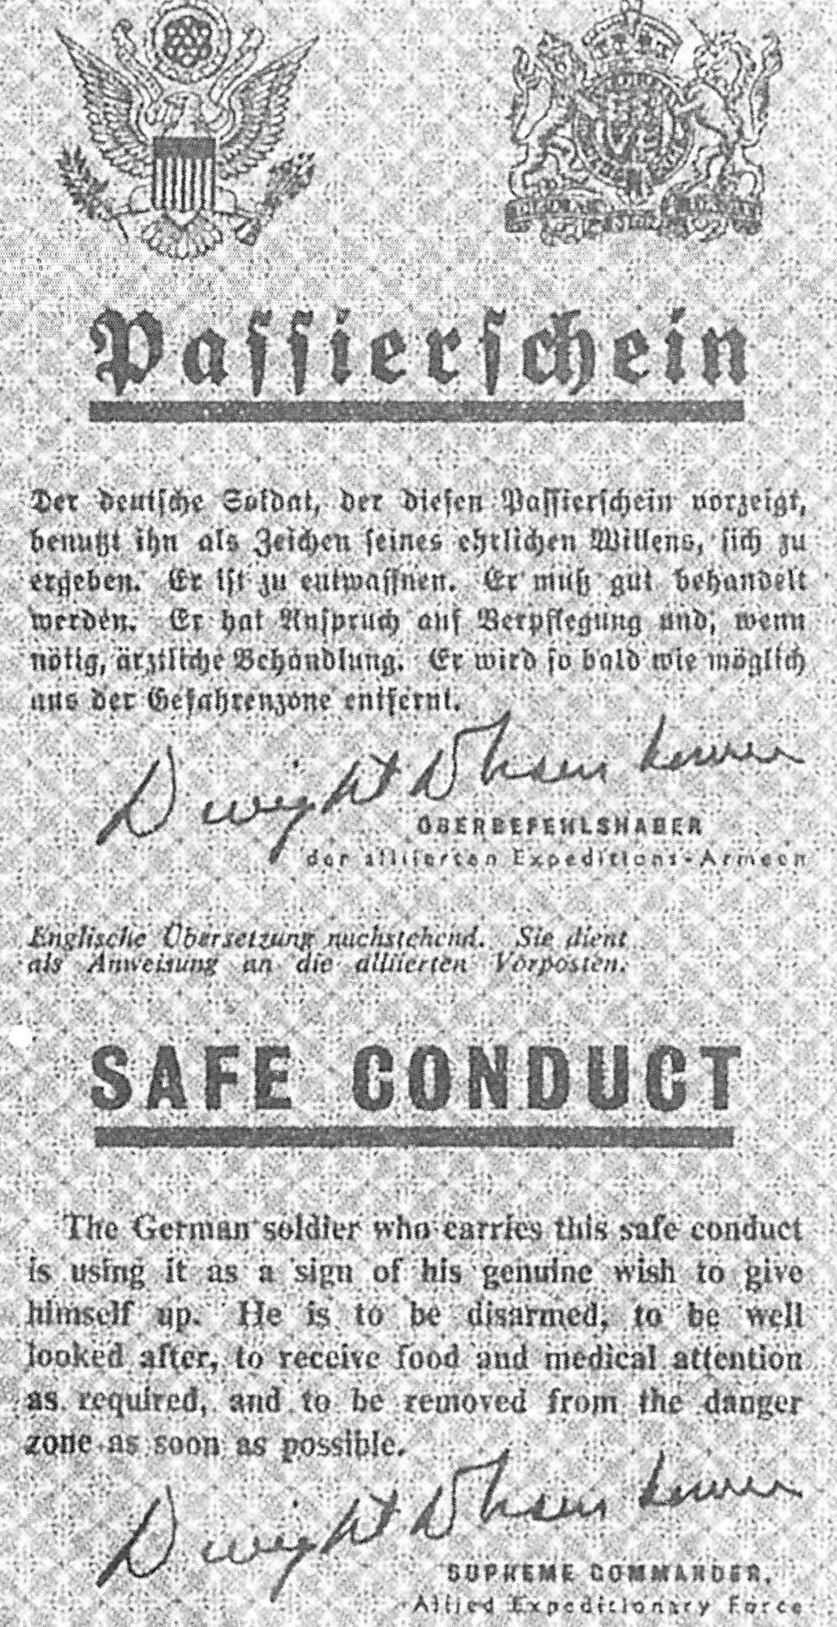 Passierschein
Der deutsche Soldat, der diesen Passierschein vorzeigt,
benutzt ihn als Zeichen seines ehrlichen Willens, sich zu
ergeben. Er ist zu entwaffnen. Er muß gut behandelt
werden. Er hat Anspruch auf Verpflegung und, wenn
nötig, ärztliche Behandlung. Er wird so bald wie möglich
aus der Gefahrenzone entfernt.
Dwight D Eisenhower
OBERBEFEHLSHABER
der alliierten Expeditions-Armeen
Englische Übersetzung nachstehend. Sie dient
als Anweisung an die alliierten Vorposten.
SAFE CONDUCT
The German soldier who carries this safe conduct
is using it as a sign of his genuine wish to give
himself up. He is to be disarmed, to be well
looked after, to receive food and medical attention
as required, and to be removed from the danger
zone as soon as possible.
Dwight D Eisenhower
SUPREME COMMANDER,
Allied Expeditionary Force